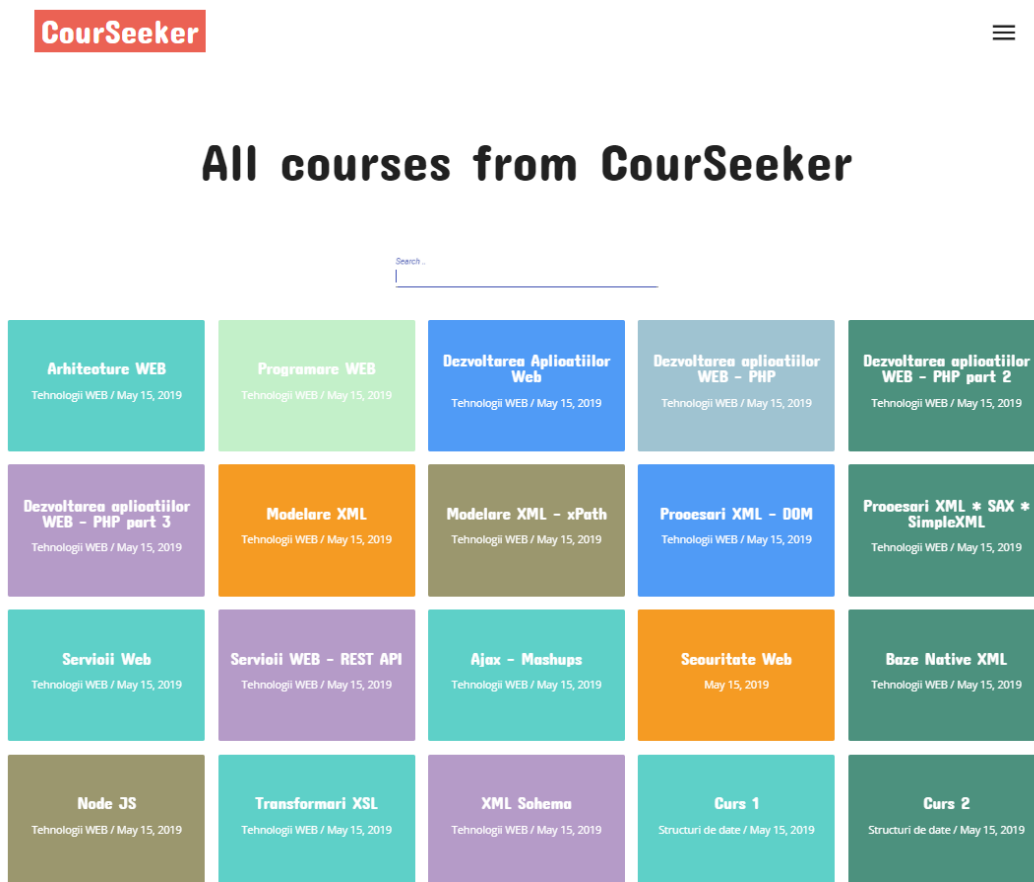 CourSeeker
All courses from CourSeeker
Search ..
Arhitecture WEB
Tehnologii WEB / May 15, 2019
Programare WEB
Tehnologii WEB / May 15, 2019
Dezvoltarea Aplicatiilor
Web
Tehnologii WEB / May 15, 2019
Dezvoltarea aplicatiilor
WEB - PHP
Tehnologii WEB / May 15, 2019
Dezvoltarea aplicatiilor
WEB - PHP part 2
Tehnologii WEB / May 15, 2019
Dezvoltarea aplicatiilor
WEB - PHP part 3
Tehnologii WEB / May 15, 2019
Modelare XML
Tehnologii WEB / May 15, 2019
Modelare XML - xPath
Tehnologii WEB / May 15, 2019
Procesari XML - DOM
Tehnologii WEB / May 15, 2019
Procesari XML * SAX *
SimpleXML
Tehnologii WEB / May 15, 2019
Servicii Web
Tehnologii WEB / May 15, 2019
Servicii WEB - REST API
Tehnologii WEB / May 15, 2019
Ajax - Mashups
Tehnologii WEB / May 15, 2019
Securitate Web
May 15, 2019
Baze Native XML
Tehnologii WEB / May 15, 2019
Node JS
Tehnologii WEB / May 15, 2019
Transformari XSL
Tehnologii WEB / May 15, 2019
XML Schema
Tehnologii WEB / May 15, 2019
Curs 1
Structuri de date / May 15, 2019
Curs 2
Structuri de date / May 15, 2019